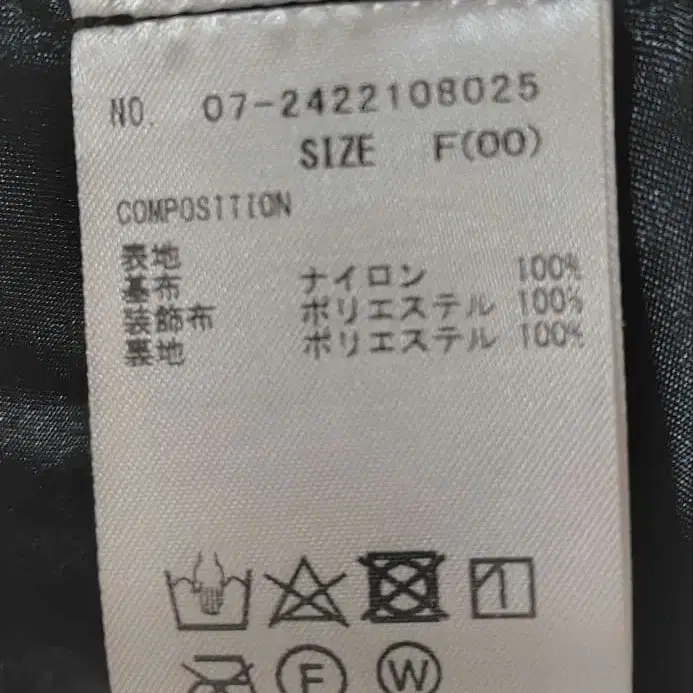 NO. 07-2422108025
SIZE F(00)
COMPOSITION
表地
基布 ナイロン 100%
装飾布 ポリエステル 100%
裏地 ポリエステル 100%
F W